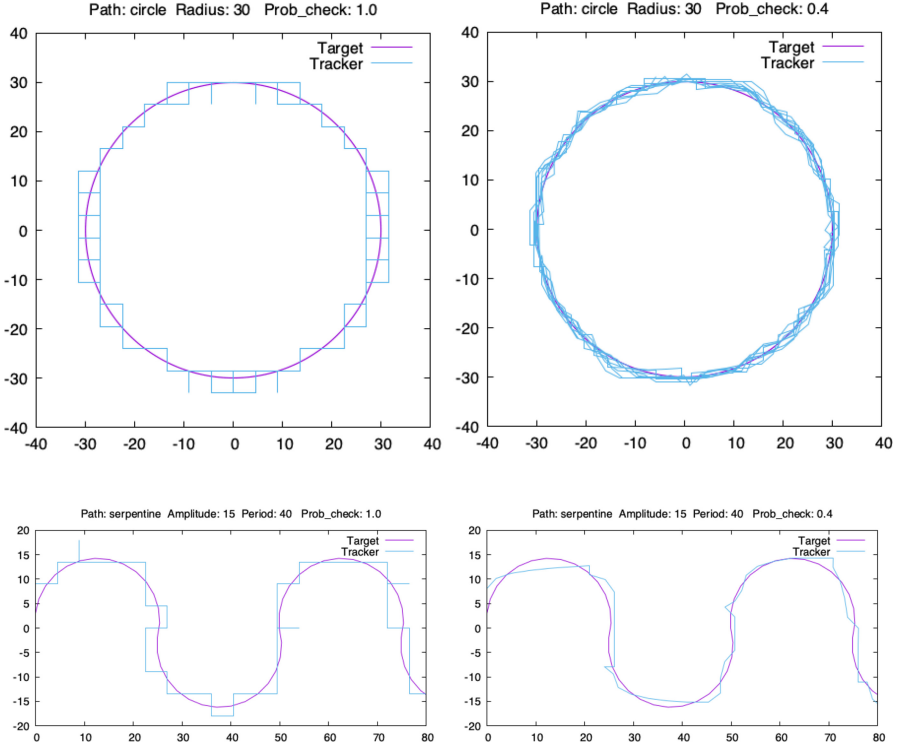 Path: circle Radius: 30 Prob_check: 1.0
40
30
20
10
0
-10
-20
-30
-40
-40 -30 -20 -10 0 10 20 30 40
Target
Tracker
Path: circle Radius: 30 Prob_check: 0.4
40
30
20
10
0
-10
-20
-30
-40
-40 -30 -20 -10 0 10 20 30 40
Target
Tracker
Path: serpentine Amplitude: 15 Period: 40 Prob_check: 1.0
20
15
10
5
0
-5
-10
-15
-20
0 10 20 30 40 50 60 70 80
Target
Tracker
Path: serpentine Amplitude: 15 Period: 40 Prob_check: 0.4
20
15
10
5
0
-5
-10
-15
-20
0 10 20 30 40 50 60 70 80
Target
Tracker